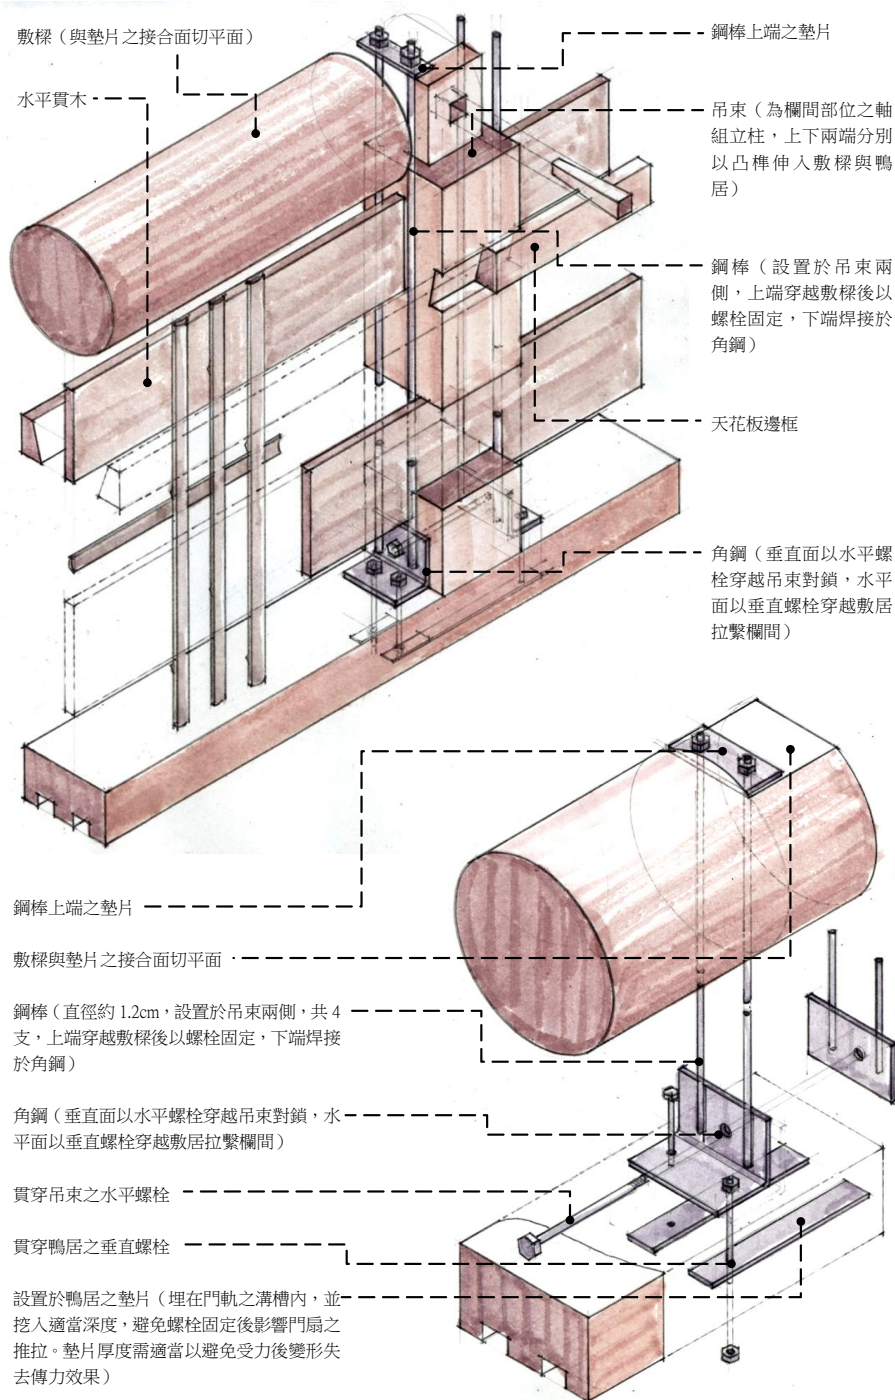 敷樑（與墊片之接合面切平面）
水平貫木
鋼棒上端之墊片
吊束（為欄間部位之軸
組立柱，上下兩端分別
以凸榫伸入敷樑與鴨
居）
鋼棒（設置於吊束兩
側，上端穿越敷樑後以
螺栓固定，下端焊接於
角鋼）
天花板邊框
角鋼（垂直面以水平螺
栓穿越吊束對鎖，水平
面以垂直螺栓穿越敷居
拉繫欄間）
鋼棒上端之墊片
敷樑與墊片之接合面切平面
鋼棒（直徑約 1.2cm，設置於吊束兩側，共 4
支，上端穿越敷樑後以螺栓固定，下端焊接
於角鋼）
角鋼（垂直面以水平螺栓穿越吊束對鎖，水
平面以垂直螺栓穿越敷居拉繫欄間）
貫穿吊束之水平螺栓
貫穿鴨居之垂直螺栓
設置於鴨居之墊片（埋在門軌之溝槽內，並
挖入適當深度，避免螺栓固定後影響門扇之
推拉。墊片厚度需適當以避免受力後變形失
去傳力效果）